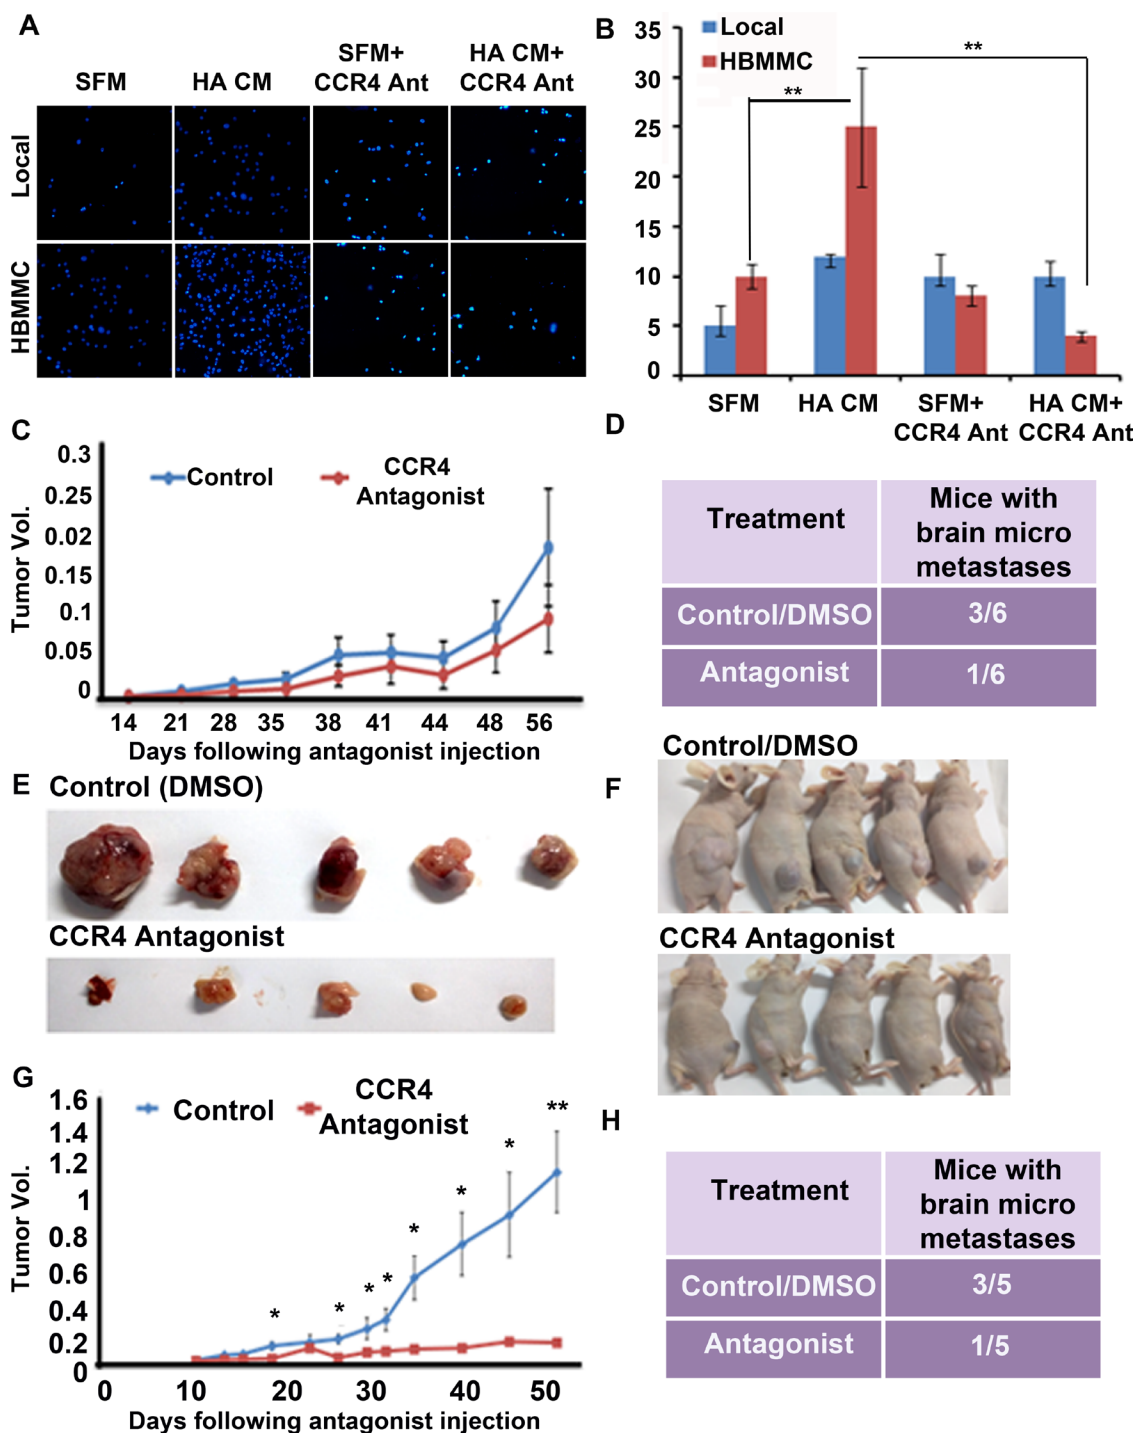 A
SFM
HA CM
SFM+
CCR4 Ant
HA CM+
CCR4 Ant
Local
HBMMC
B
35
30
25
20
15
10
5
0
Local
HBMMC
**
**
SFM
HA CM
SFM+
CCR4 Ant
HA CM+
CCR4 Ant
C
Tumor Vol.
0.3
0.25
0.02
0.15
0.1
0.05
0
Control
CCR4
Antagonist
14 21 28 35 38 41 44 48 56
Days following antagonist injection
D
Treatment
Mice with
brain micro
metastases
Control/DMSO
3/6
Antagonist
1/6
E
Control (DMSO)
CCR4 Antagonist
F
Control/DMSO
CCR4 Antagonist
G
Tumor Vol.
1.6
1.4
1.2
1
0.8
0.6
0.4
0.2
0
Control
CCR4
Antagonist
*
*
*
*
*
*
*
**
0 10 20 30 40 50
Days following antagonist injection
H
Treatment
Mice with
brain micro
metastases
Control/DMSO
3/5
Antagonist
1/5